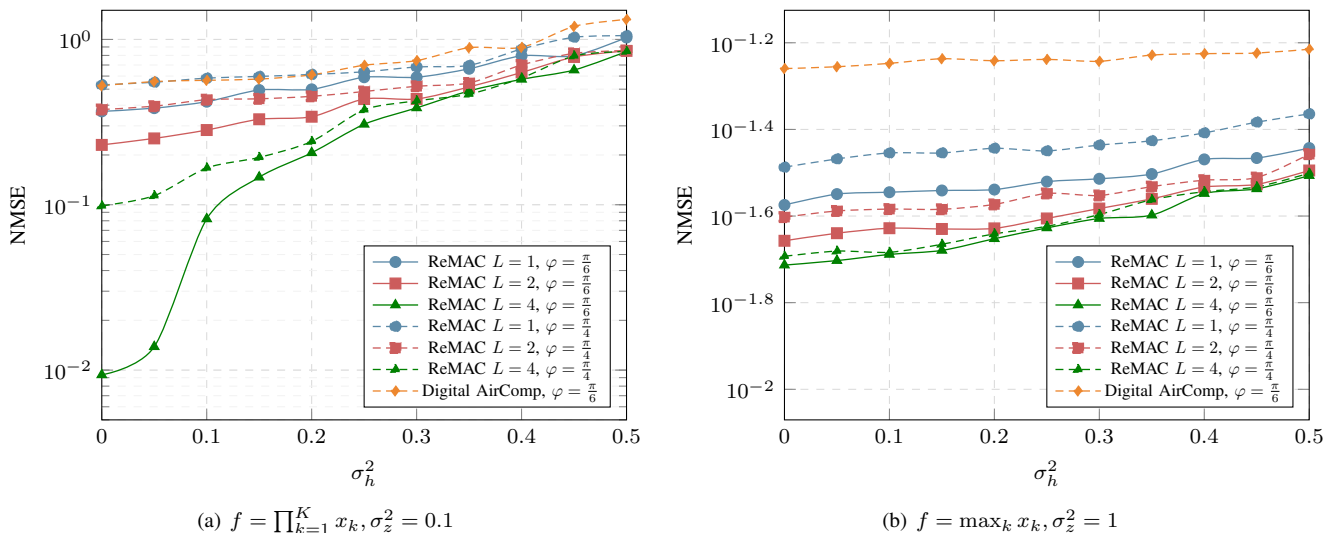 10^0
10^{-1}
10^{-2}
NMSE
0 0.1 0.2 0.3 0.4 0.5
σ_h^2
ReMAC L = 1, φ = π/6
ReMAC L = 2, φ = π/6
ReMAC L = 4, φ = π/6
ReMAC L = 1, φ = π/4
ReMAC L = 2, φ = π/4
ReMAC L = 4, φ = π/4
Digital AirComp, φ = π/6
(a) f = ∏_{k=1}^{K} x_k, σ_z^2 = 0.1
10^{-1.2}
10^{-1.4}
10^{-1.6}
10^{-1.8}
10^{-2}
NMSE
0 0.1 0.2 0.3 0.4 0.5
σ_h^2
ReMAC L = 1, φ = π/6
ReMAC L = 2, φ = π/6
ReMAC L = 4, φ = π/6
ReMAC L = 1, φ = π/4
ReMAC L = 2, φ = π/4
ReMAC L = 4, φ = π/4
Digital AirComp, φ = π/6
(b) f = max_k x_k, σ_z^2 = 1